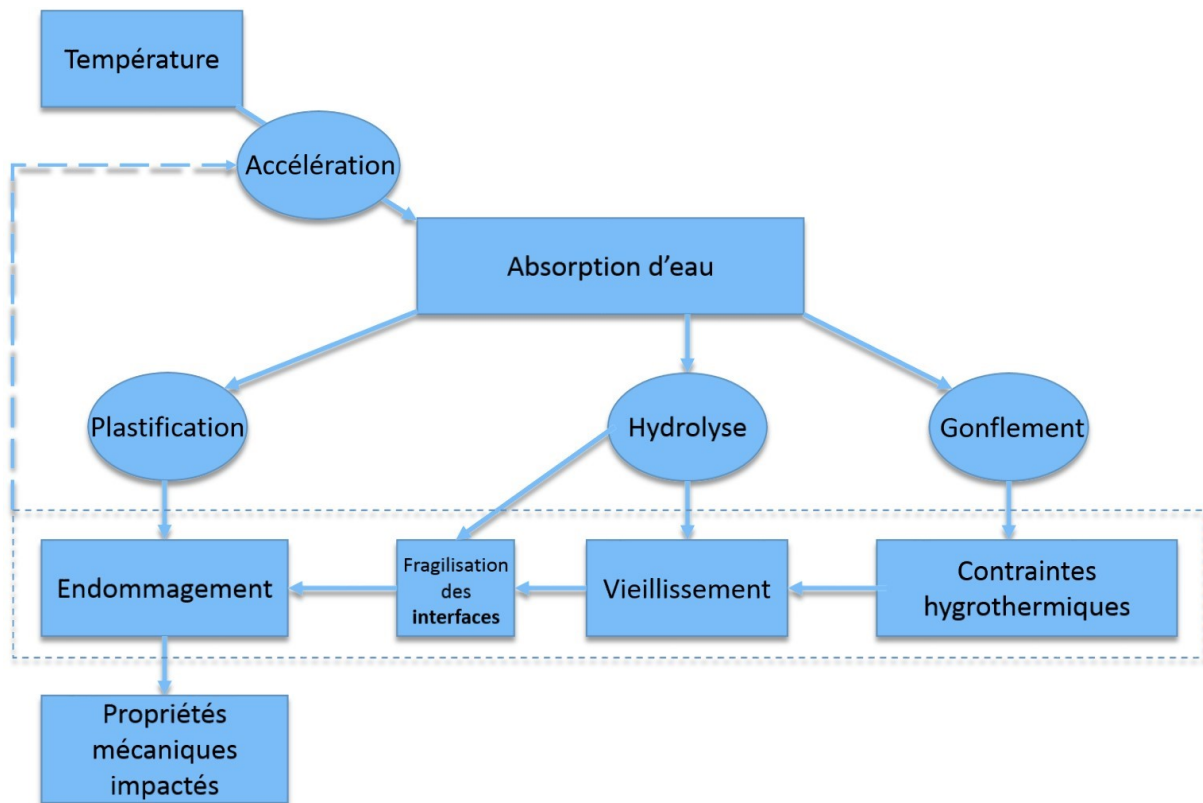 Température
Accélération
Absorption d’eau
Plastification
Hydrolyse
Gonflement
Endommagement
Fragilisation
des
interfaces
Vieillissement
Contraintes
hygrothermiques
Propriétés
mécaniques
impactés